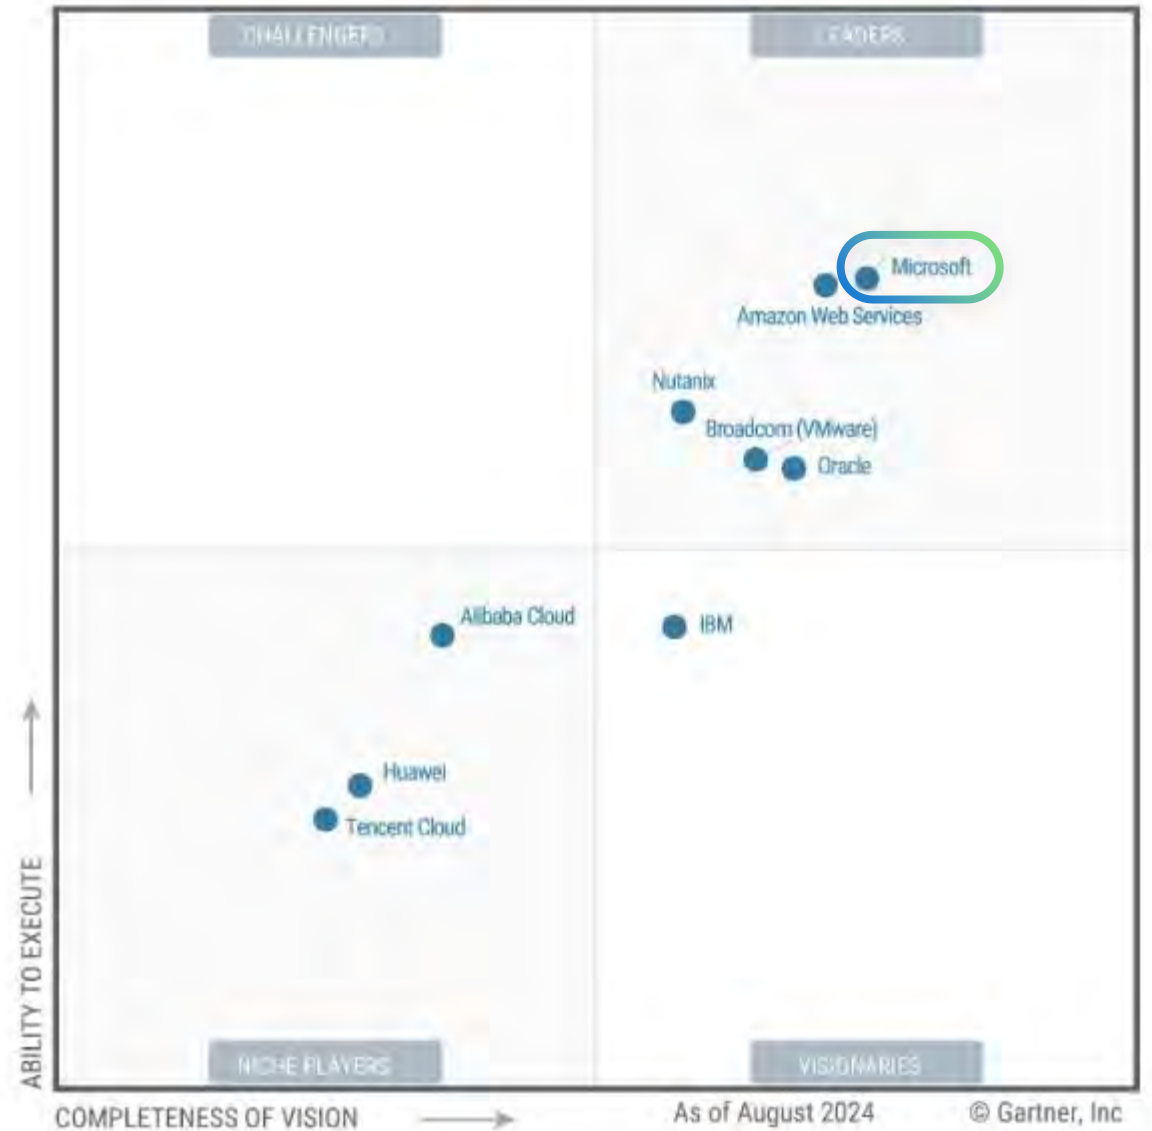 CHALLENGERS
LEADERS
Microsoft
Amazon Web Services
Nutanix
Broadcom (VMware)
Oracle
Alibaba Cloud
IBM
Huawei
Tencent Cloud
ABILITY TO EXECUTE
NICHE PLAYERS
VISIONARIES
COMPLETENESS OF VISION
As of August 2024
© Gartner, Inc